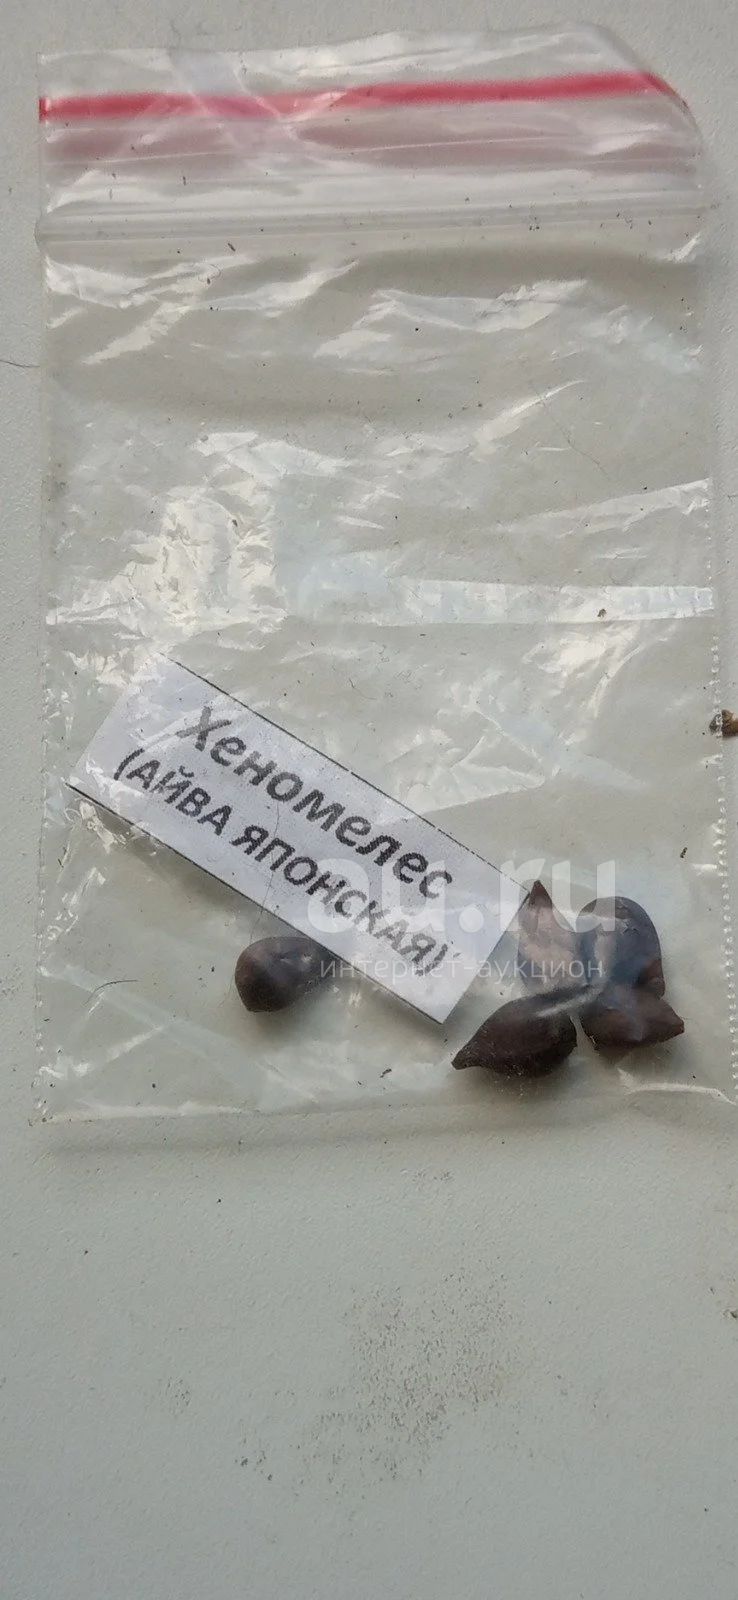 Хеномелес
(АЙВА ЯПОНСКАЯ)
au.ru
интернет-аукцион